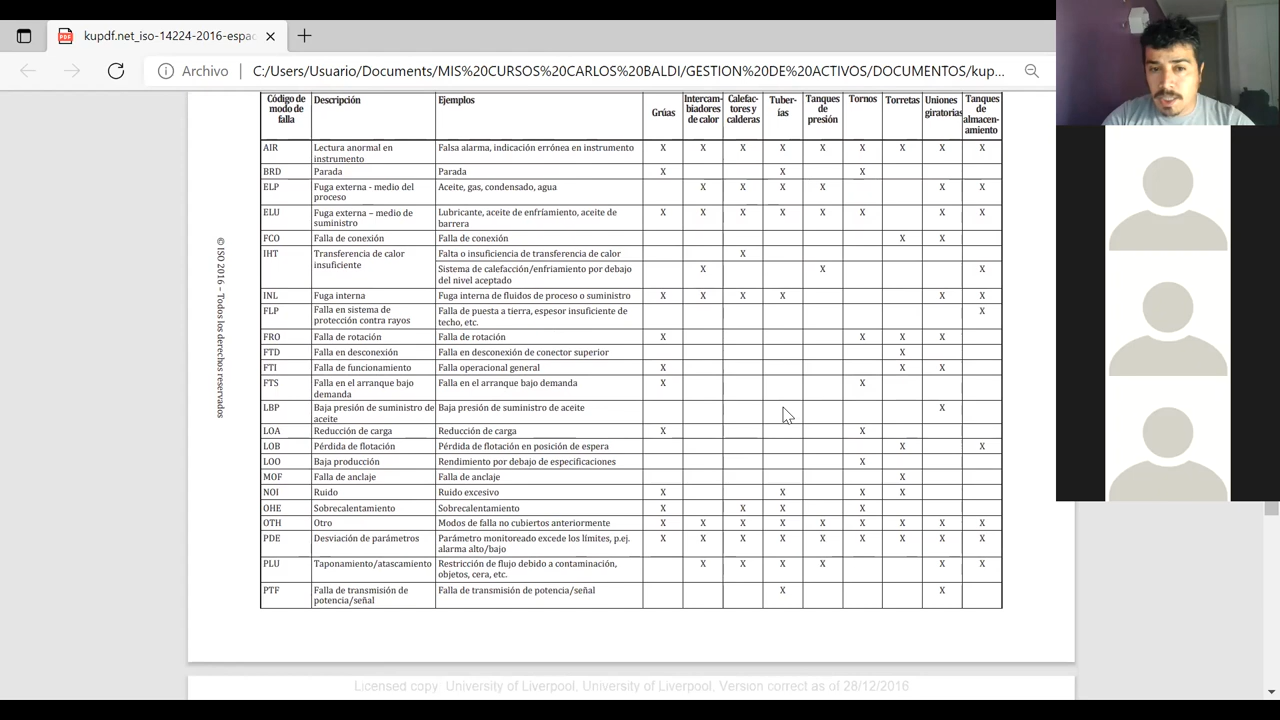 kupdf.net_iso-14224-2016-espac
Archivo C:/Users/Usuario/Documents/MIS%20CURSOS%20CARLOS%20BALDI/GESTION%20DE%20ACTIVOS/DOCUMENTOS/kup...
Código de modo de falla Descripción Ejemplos Grúas Intercam-biadores de calor Calefac-tores y calderas Tuber-ías Tanques de presión Tornos Torretas Uniones giratorias Tanques de almacen-amiento
AIR Lectura anormal en instrumento Falsa alarma, indicación errónea en instrumento X X X X X X X X X
BRD Parada Parada X X X
ELP Fuga externa - medio del proceso Aceite, gas, condensado, agua X X X X X X
ELU Fuga externa – medio de suministro Lubricante, aceite de enfríamiento, aceite de barrera X X X X X X X X
FCO Falla de conexión Falla de conexión X X
IHT Transferencia de calor insuficiente Falta o insuficiencia de transferencia de calor X
Sistema de calefacción/enfriamiento por debajo del nivel aceptado X X X
INL Fuga interna Fuga interna de fluidos de proceso o suministro X X X X X X
FLP Falla en sistema de protección contra rayos Falla de puesta a tierra, espesor insuficiente de techo, etc. X
FRO Falla de rotación Falla de rotación X X X X
FTD Falla en desconexión Falla en desconexión de conector superior X
FTI Falla de funcionamiento Falla operacional general X X X
FTS Falla en el arranque bajo demanda Falla en el arranque bajo demanda X X
LBP Baja presión de suministro de aceite Baja presión de suministro de aceite X
LOA Reducción de carga Reducción de carga X X
LOB Pérdida de flotación Pérdida de flotación en posición de espera X X
LOO Baja producción Rendimiento por debajo de especificaciones X
MOF Falla de anclaje Falla de anclaje X
NOI Ruido Ruido excesivo X X X X
OHE Sobrecalentamiento Sobrecalentamiento X X X X
OTH Otro Modos de falla no cubiertos anteriormente X X X X X X X X X
PDE Desviación de parámetros Parámetro monitoreado excede los límites, p.ej. alarma alto/bajo X X X X X X X X X
PLU Taponamiento/atascamiento Restricción de flujo debido a contaminación, objetos, cera, etc. X X X X X X
PTF Falla de transmisión de potencia/señal Falla de transmisión de potencia/señal X X
© ISO 2016 – Todos los derechos reservados
Licensed copy. University of Liverpool, University of Liverpool, Version correct as of 28/12/2016